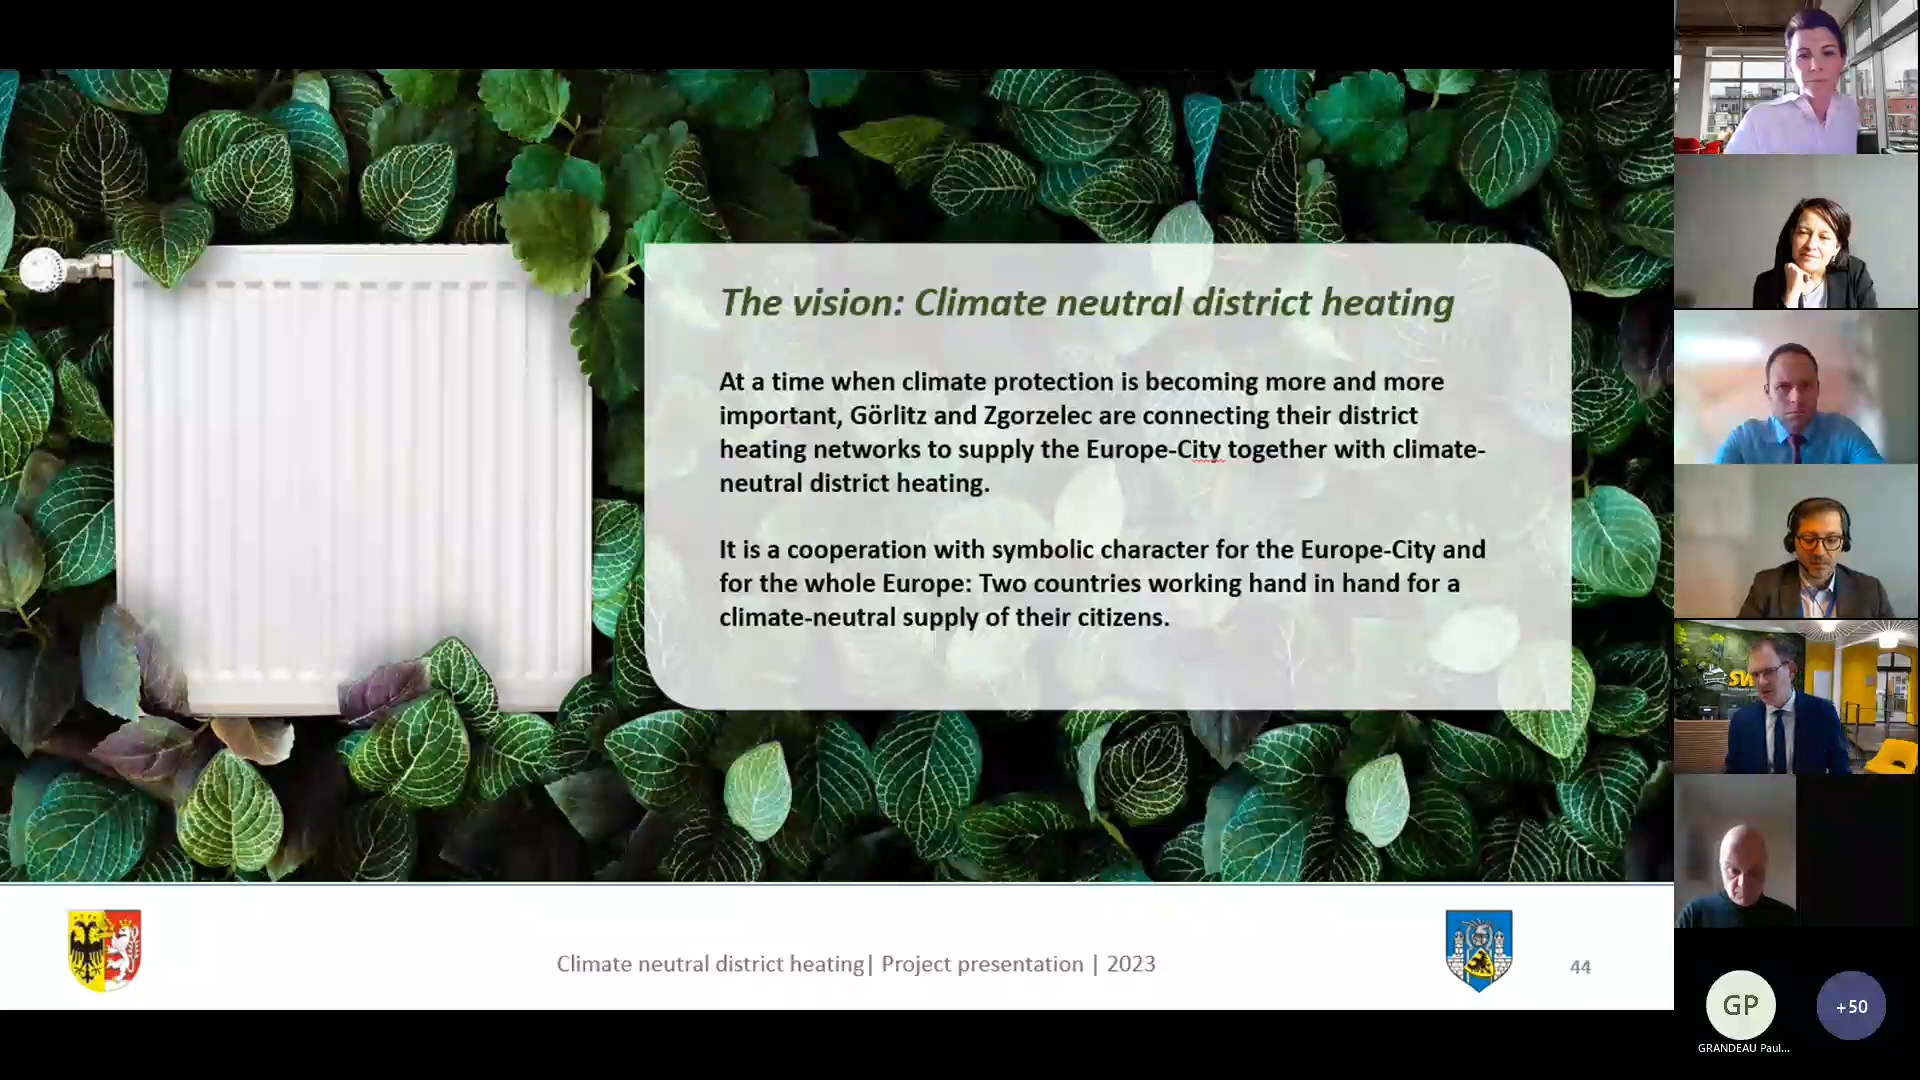 The vision: Climate neutral district heating
At a time when climate protection is becoming more and more
important, Görlitz and Zgorzelec are connecting their district
heating networks to supply the Europe-City together with climate-
neutral district heating.
It is a cooperation with symbolic character for the Europe-City and
for the whole Europe: Two countries working hand in hand for a
climate-neutral supply of their citizens.
Climate neutral district heating| Project presentation | 2023
44
GP
+50
GRANDEAU Paul...